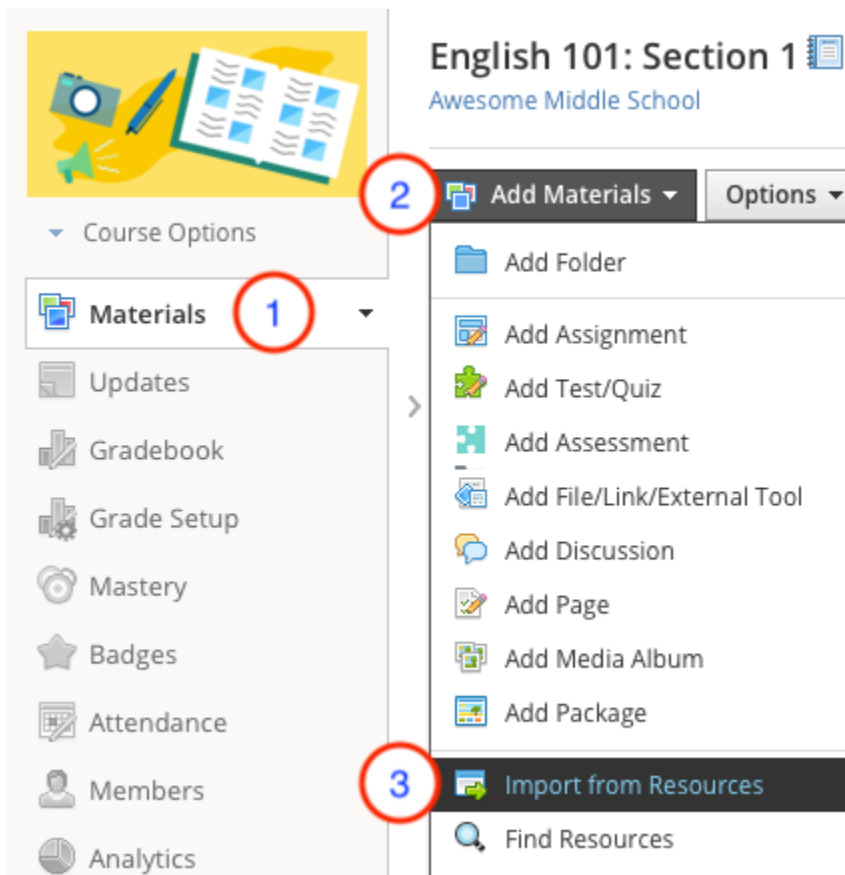 English 101: Section 1
Awesome Middle School
Course Options
Materials
1
Updates
Gradebook
Grade Setup
Mastery
Badges
Attendance
Members
Analytics
2
Add Materials
Options
Add Folder
Add Assignment
Add Test/Quiz
Add Assessment
Add File/Link/External Tool
Add Discussion
Add Page
Add Media Album
Add Package
3
Import from Resources
Find Resources